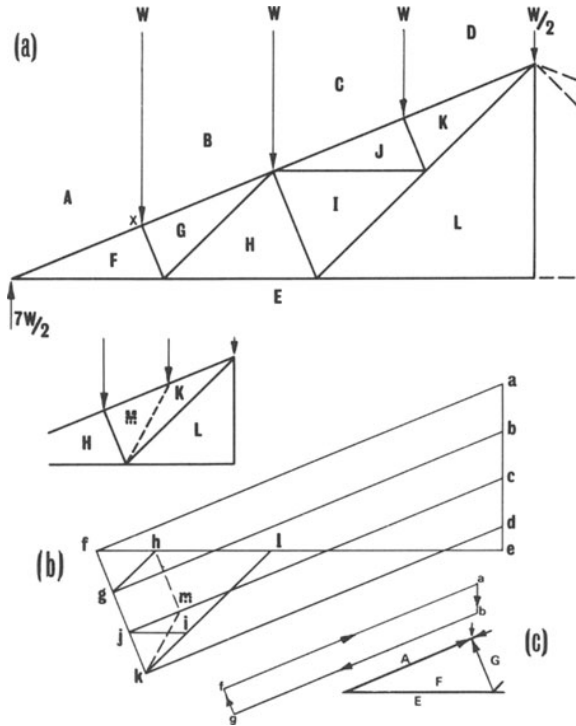 W W W W/2
(a) D
C
B K
J
A X G I
F H L
E
7W/2
K
M
H L
a
b
c
f h l d
(b) e
g
m
j i
k
a
b
(c)
A G
f F
g E